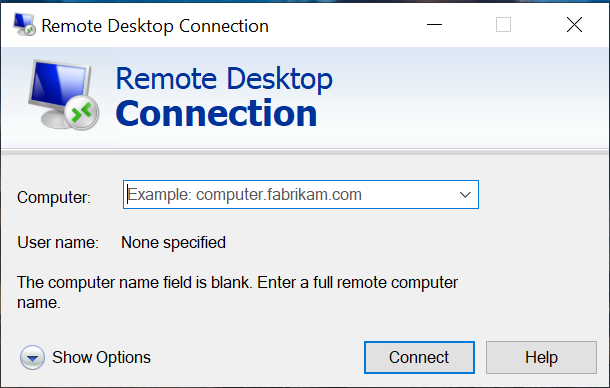 Remote Desktop Connection
Remote Desktop
Connection
Computer: Example: computer.fabrikam.com
User name: None specified
The computer name field is blank. Enter a full remote computer
name.
Show Options Connect Help